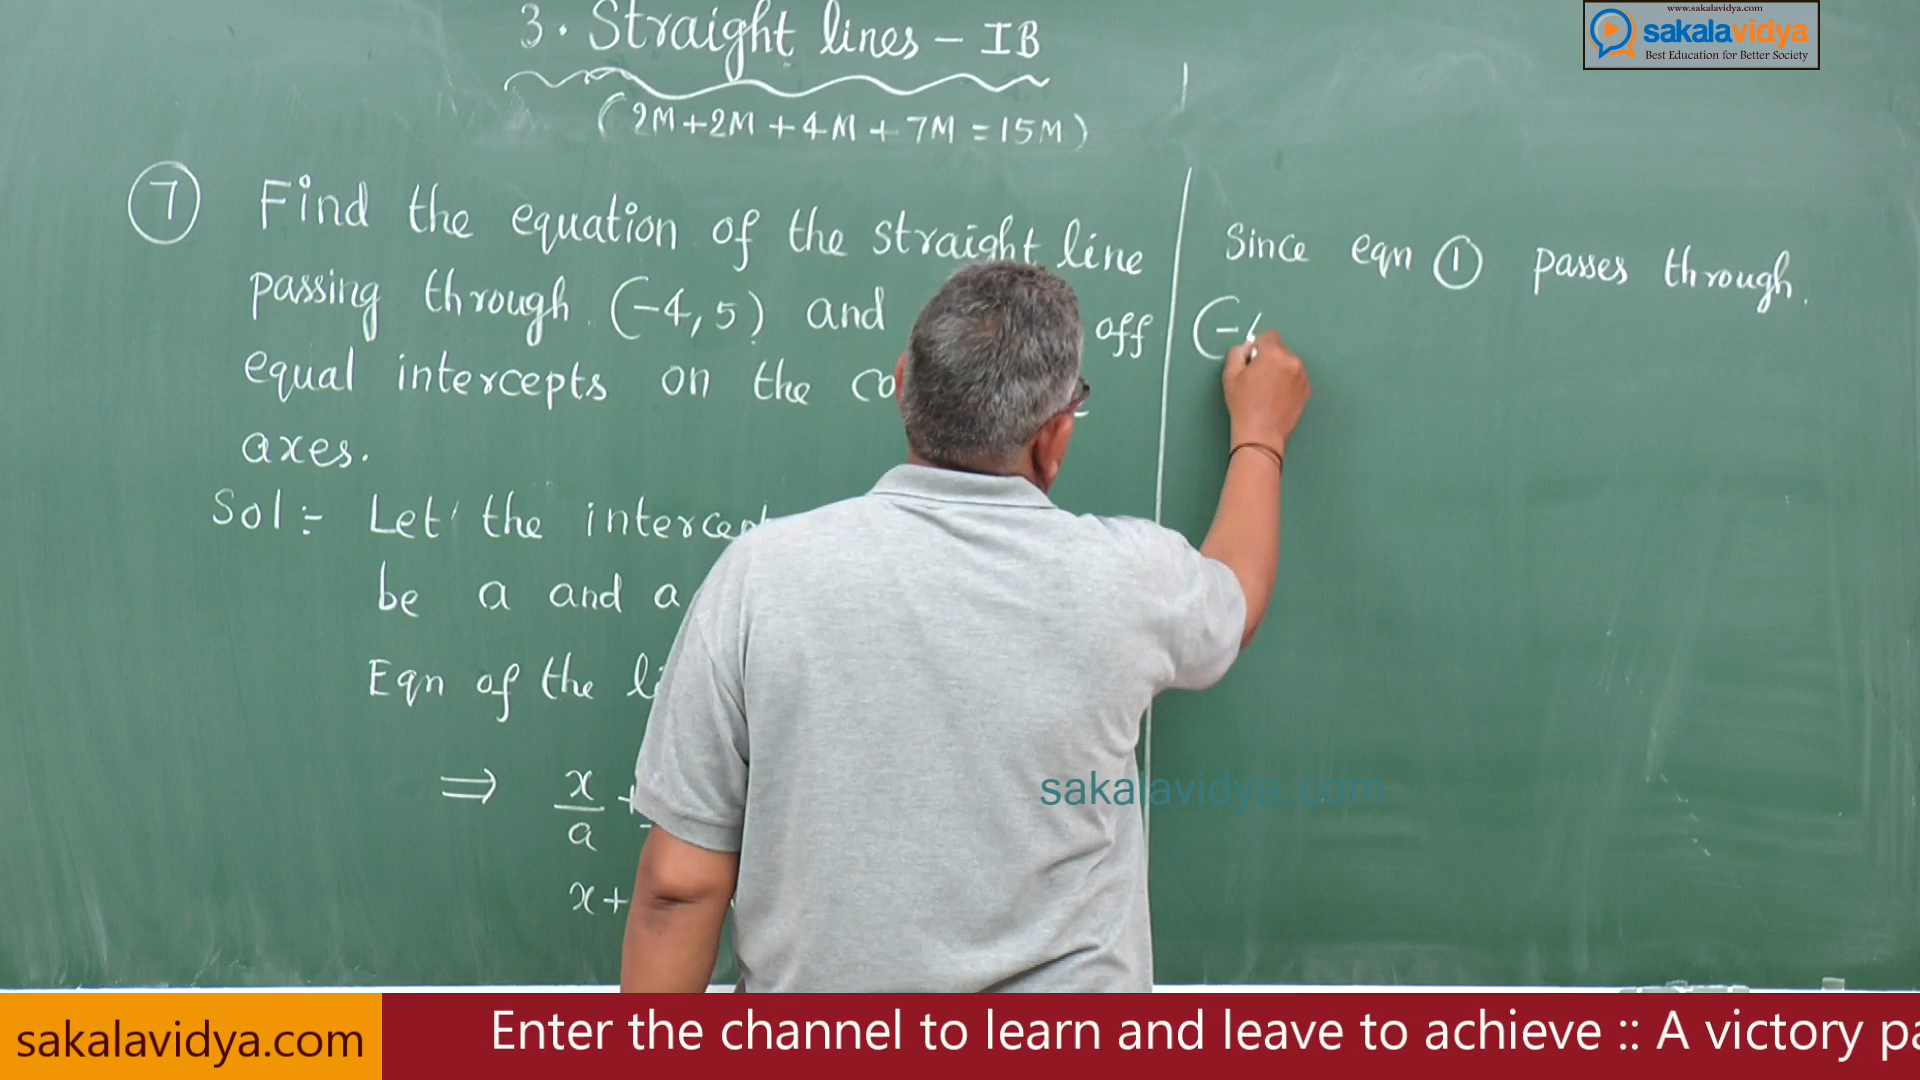 www.sakalavidya.com
sakalavidya
Best Education for Better Society
3. Straight lines - IB
(2M+2M+4M+7M=15M)
7 Find the equation of the straight line
passing through (-4, 5) and off
equal intercepts on the
axes.
Sol:- Let the
be a and a
Eqn of the
⇒ x/a +
x+
Since eqn ① passes through
(-4
sakalavidya.com
sakalavidya.com
Enter the channel to learn and leave to achieve :: A victory